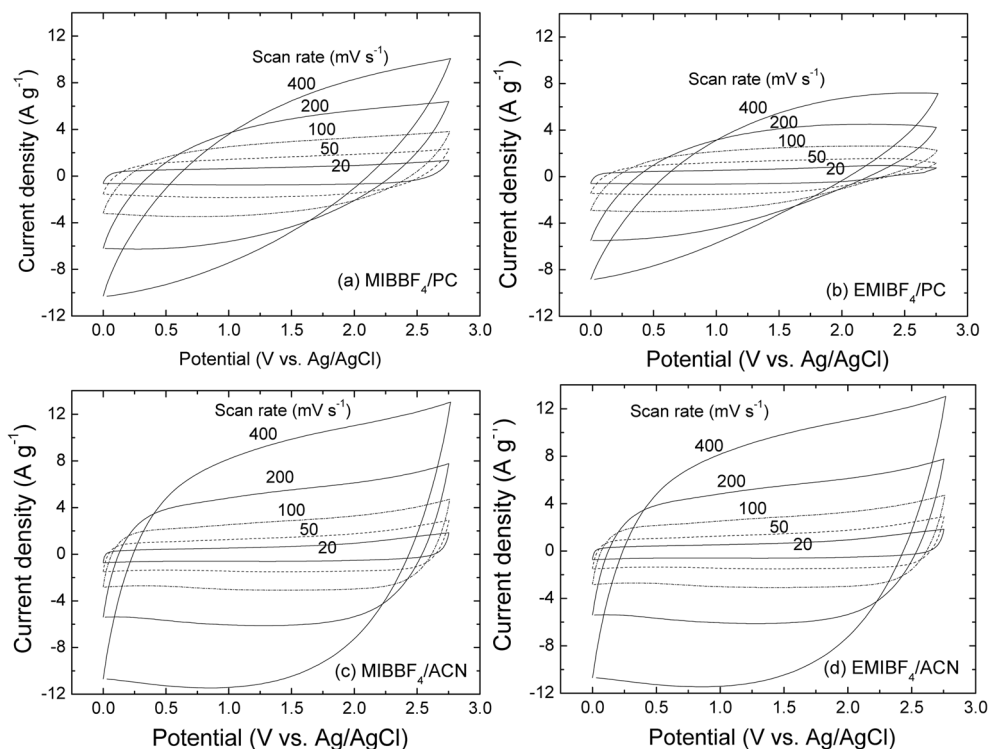 12
8
4
0
-4
-8
-12
Current density (A g⁻¹)
Scan rate (mV s⁻¹)
400
200
100
50
20
(a) MIBBF₄/PC
0.0 0.5 1.0 1.5 2.0 2.5 3.0
Potential (V vs. Ag/AgCl)
12
8
4
0
-4
-8
-12
Current density (A g⁻¹)
Scan rate (mV s⁻¹)
400
200
100
50
20
(b) EMIBF₄/PC
0.0 0.5 1.0 1.5 2.0 2.5 3.0
Potential (V vs. Ag/AgCl)
12
8
4
0
-4
-8
-12
Current density (A g⁻¹)
Scan rate (mV s⁻¹)
400
200
100
50
20
(c) MIBBF₄/ACN
0.0 0.5 1.0 1.5 2.0 2.5 3.0
Potential (V vs. Ag/AgCl)
12
8
4
0
-4
-8
-12
Current density (A g⁻¹)
Scan rate (mV s⁻¹)
400
200
100
50
20
(d) EMIBF₄/ACN
0.0 0.5 1.0 1.5 2.0 2.5 3.0
Potential (V vs. Ag/AgCl)